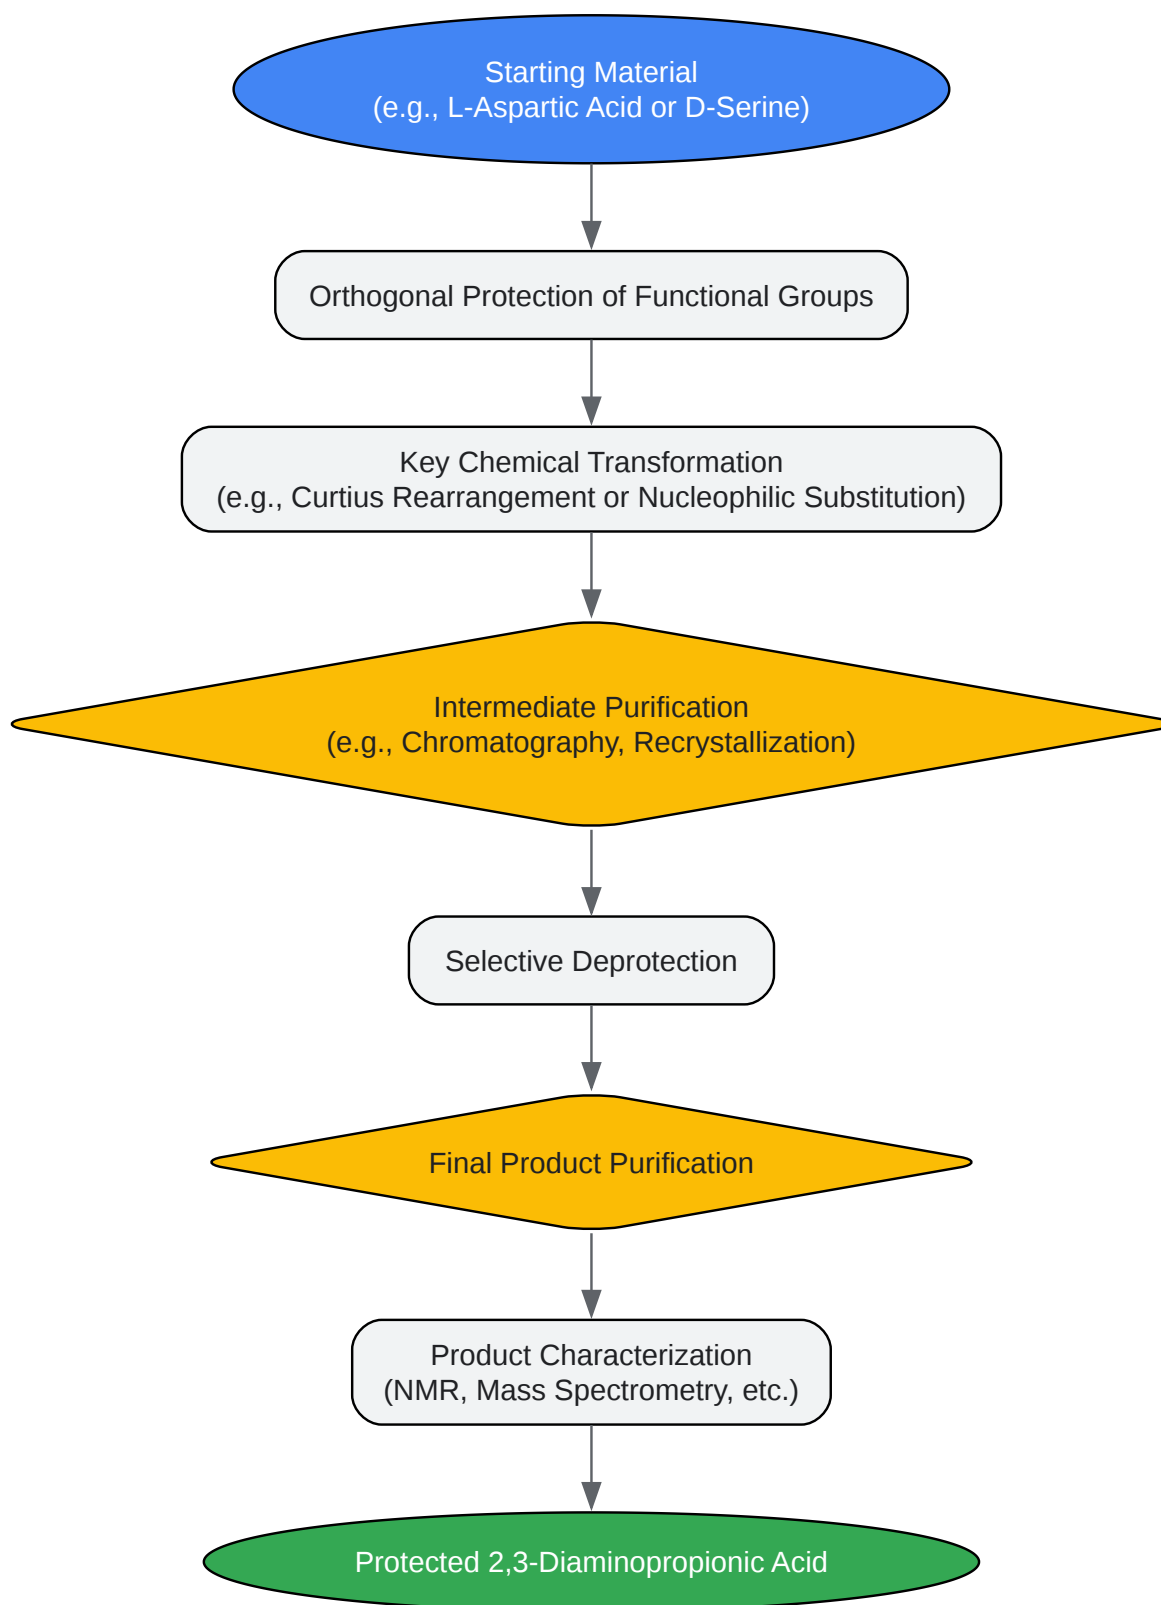 Starting Material
(e.g., L-Aspartic Acid or D-Serine)
Orthogonal Protection of Functional Groups
Key Chemical Transformation
(e.g., Curtius Rearrangement or Nucleophilic Substitution)
Intermediate Purification
(e.g., Chromatography, Recrystallization)
Selective Deprotection
Final Product Purification
Product Characterization
(NMR, Mass Spectrometry, etc.)
Protected 2,3-Diaminopropionic Acid